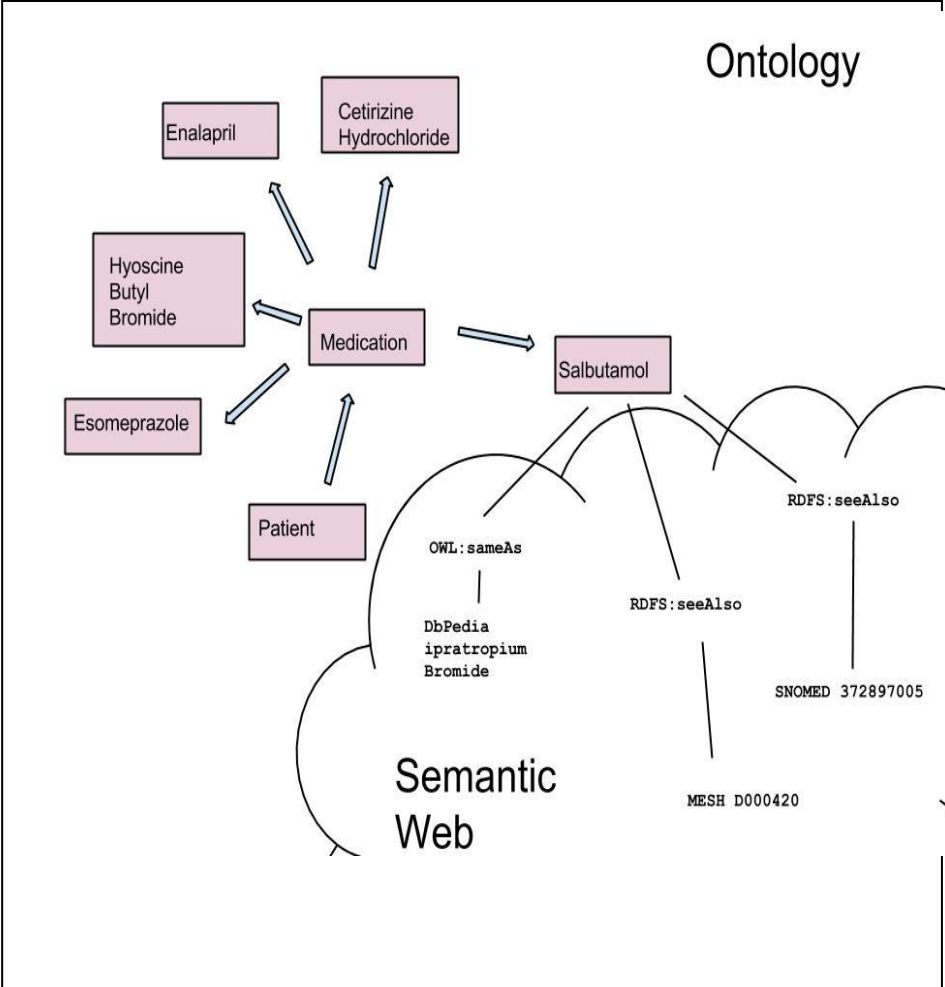 Ontology
Cetirizine
Hydrochloride
Enalapril
Hyoscine
Butyl
Bromide
Medication
Salbutamol
Esomeprazole
Patient
RDFS:seeAlso
OWL:sameAs
RDFS:seeAlso
DbPedia
ipratropium
Bromide
SNOMED 372897005
MESH D000420
Semantic
Web